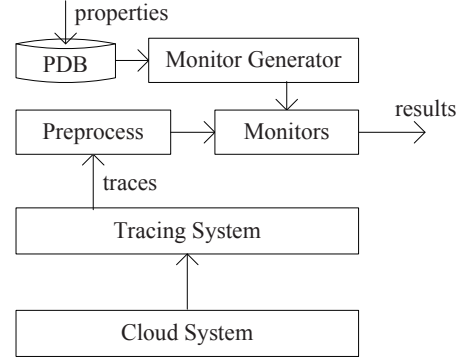 properties
PDB
Monitor Generator
results
Preprocess
Monitors
traces
Tracing System
Cloud System